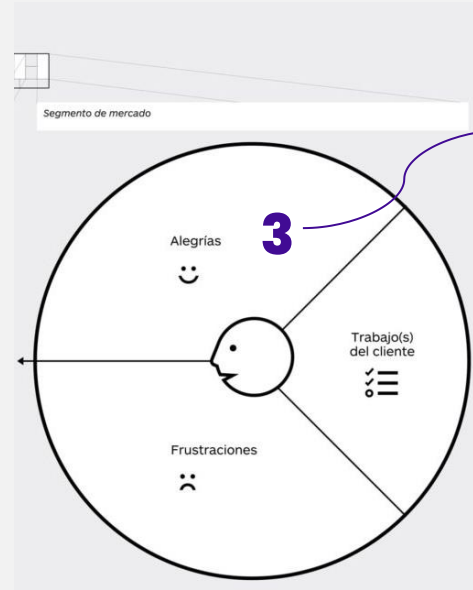 Segmento de mercado
Alegrías
3
Trabajo(s)
del cliente
Frustraciones